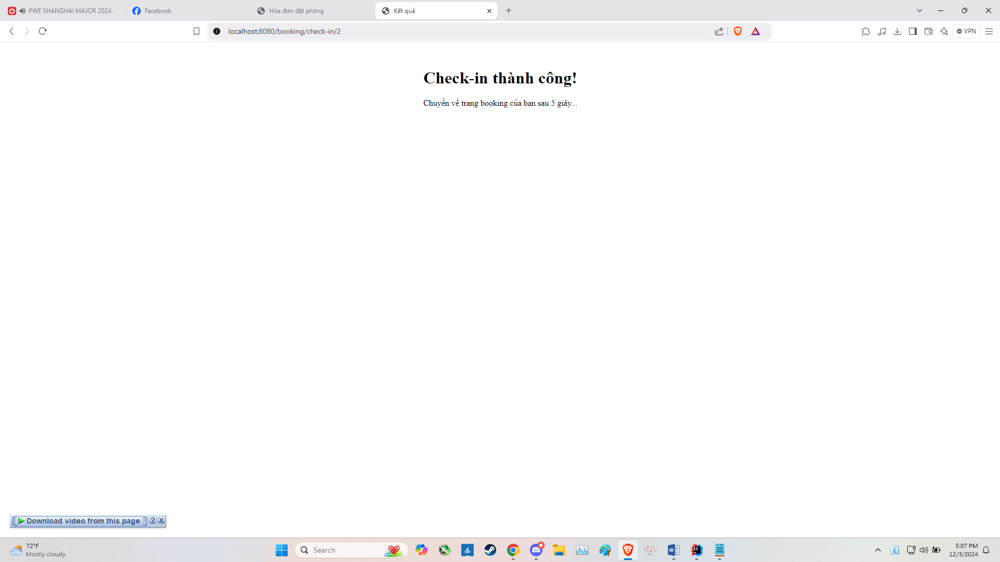 PWE SHANGHAI MAJOR 2024 -
Facebook
Hóa đơn đặt phòng
Kết quả
localhost:8080/booking/check-in/2
VPN
Check-in thành công!
Chuyển về trang booking của bạn sau 5 giây...
Download video from this page
72°F
Mostly cloudy
Search
5:07 PM
12/3/2024